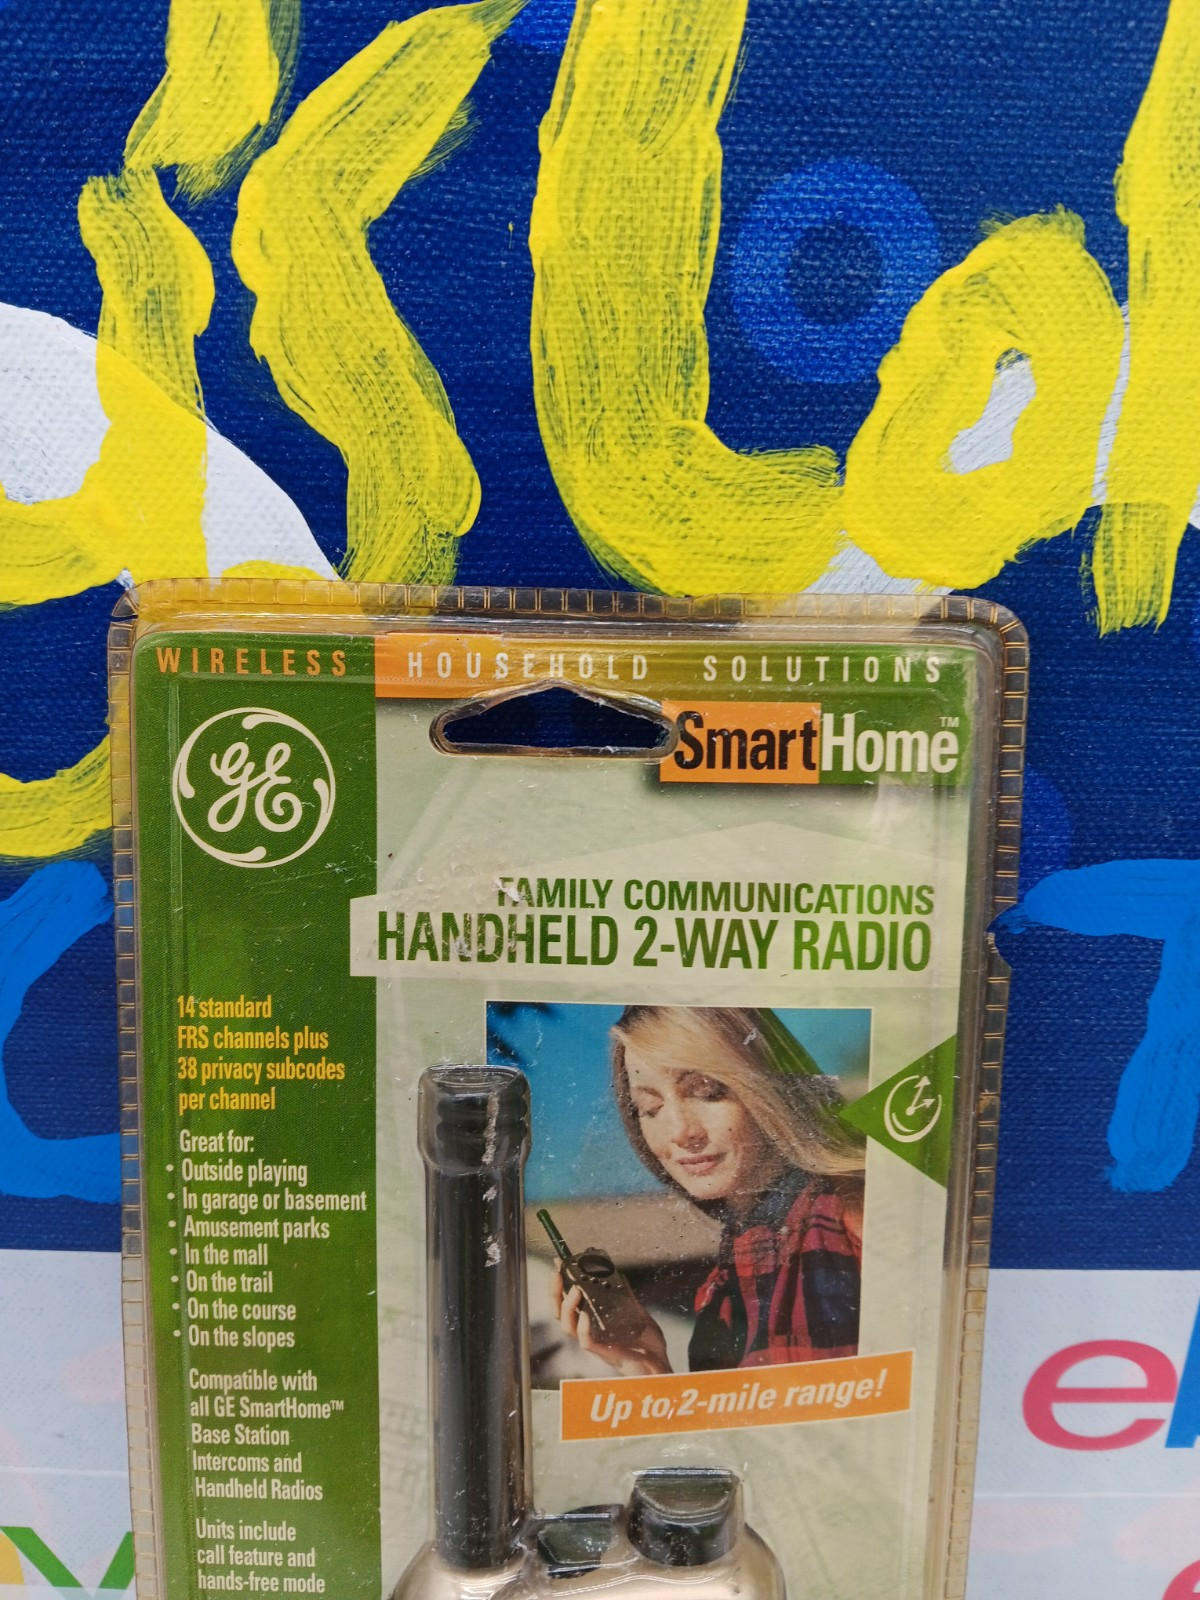 WIRELESS HOUSEHOLD SOLUTIONS
GE
SmartHome™
FAMILY COMMUNICATIONS
HANDHELD 2-WAY RADIO
14 standard
FRS channels plus
38 privacy subcodes
per channel
Great for:
• Outside playing
• In garage or basement
• Amusement parks
• In the mall
• On the trail
• On the course
• On the slopes
Up to 2-mile range!
Compatible with
all GE SmartHome™
Base Station
Intercoms and
Handheld Radios
Units include
call feature and
hands-free mode